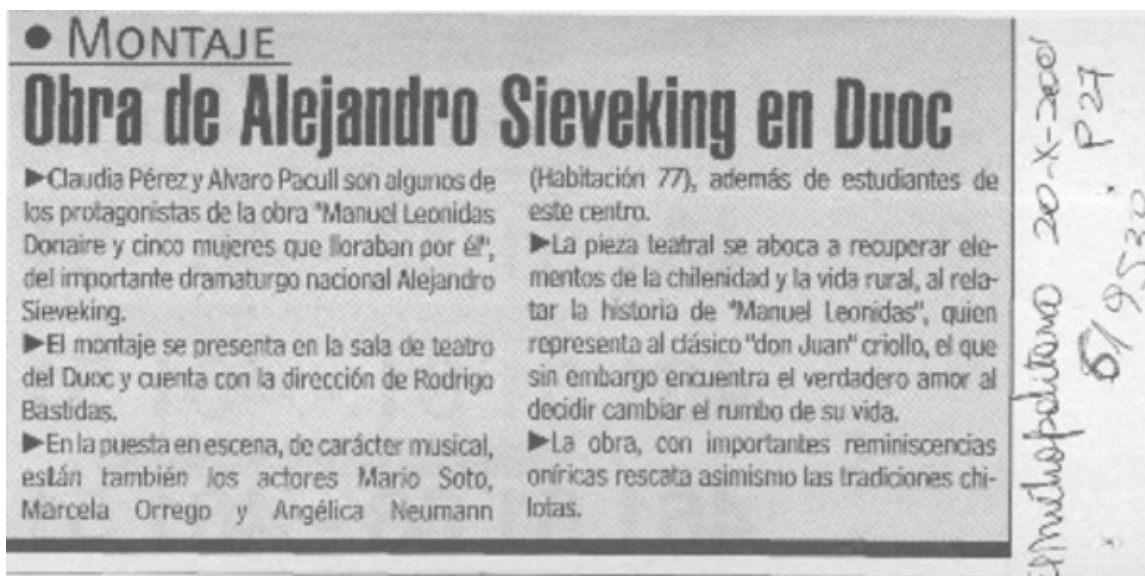 • MONTAJE
Obra de Alejandro Sieveking en Duoc
►Claudia Pérez y Alvaro Pacull son algunos de
los protagonistas de la obra "Manuel Leonidas
Donaire y cinco mujeres que lloraban por él",
del importante dramaturgo nacional Alejandro
Sieveking.
►El montaje se presenta en la sala de teatro
del Duoc y cuenta con la dirección de Rodrigo
Bastidas.
►En la puesta en escena, de carácter musical,
están también los actores Mario Soto,
Marcela Orrego y Angélica Neumann
(Habitación 77), además de estudiantes de
este centro.
►La pieza teatral se aboca a recuperar ele-
mentos de la chilenidad y la vida rural, al rela-
tar la historia de "Manuel Leonidas", quien
representa al clásico "don Juan" criollo, el que
sin embargo encuentra el verdadero amor al
decidir cambiar el rumbo de su vida.
►La obra, con importantes reminiscencias
oníricas rescata asimismo las tradiciones chi-
lotas.
El metropolitano 20-X-2000
P 27